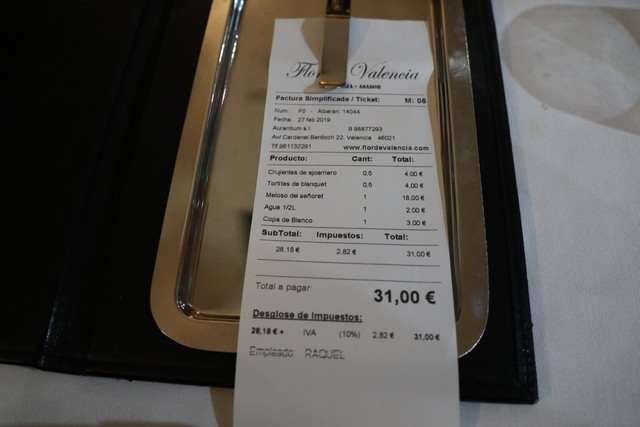 Flor Valencia
- ASADOR
Factura Simplificada / Ticket: M: 05
Num: F0 - Albaran: 14044
Fecha: 27 feb 2019
Aurantium s.l. B 96877293
Av/ Cardenal Benlloch 22, Valencia 46021
Tlf.961132291 www.flordevalencia.com
Producto: Cant: Total:
Crujientes de ajoarriero 0,5 4,00 €
Tortitas de blanquet 0,5 4,00 €
Meloso del señoret 1 18,00 €
Agua 1/2L 1 2,00 €
Copa de Blanco 1 3,00 €
SubTotal: Impuestos: Total:
28,18 € 2,82 € 31,00 €
Total a pagar: 31,00 €
Desglose de Impuestos:
28,18 € + IVA (10%) 2,82 € 31,00 €
Empleado: RAQUEL